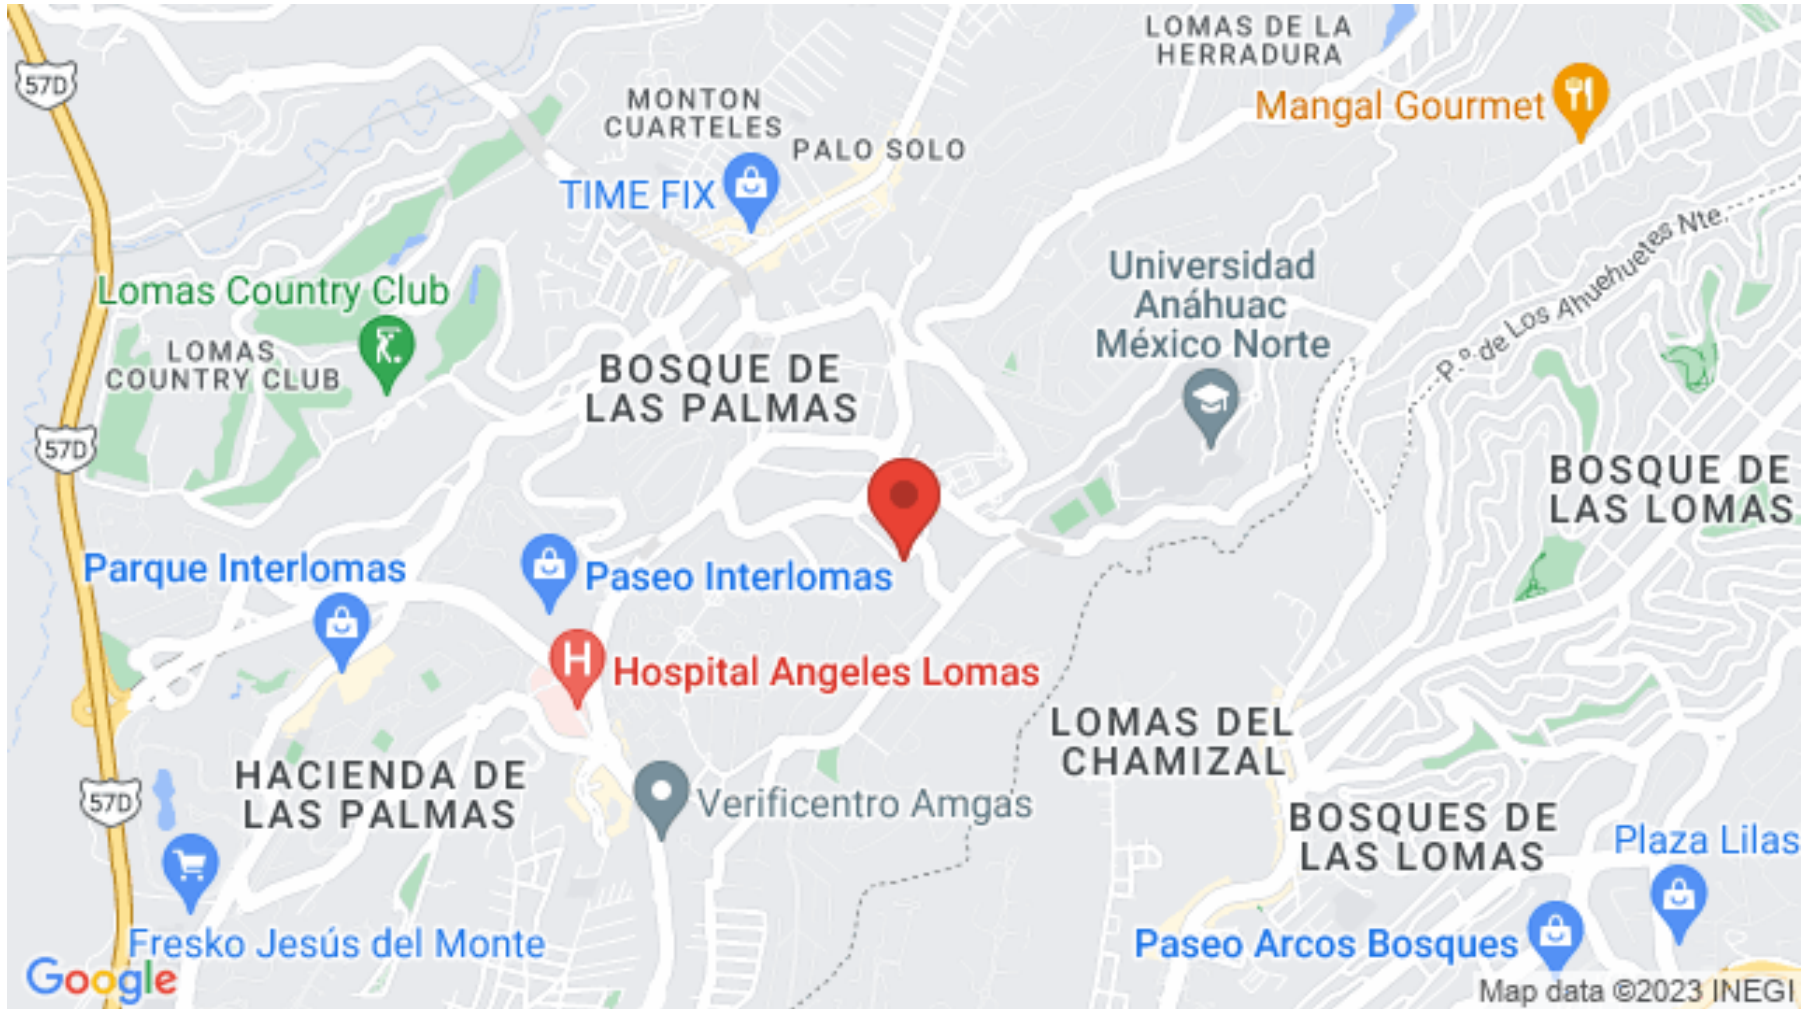 57D
LOMAS DE LA
HERRADURA
MONTON
CUARTELES
Mangal Gourmet
PALO SOLO
TIME FIX
P.º de Los Ahuehuetes Nte.
Universidad
Anáhuac
México Norte
Lomas Country Club
LOMAS
COUNTRY CLUB
BOSQUE DE
LAS PALMAS
57D
BOSQUE DE
LAS LOMAS
Parque Interlomas
Paseo Interlomas
H
Hospital Angeles Lomas
LOMAS DEL
CHAMIZAL
HACIENDA DE
LAS PALMAS
57D
Verificentro Amgas
BOSQUES DE
LAS LOMAS
Plaza Lilas
Fresko Jesús del Monte
Paseo Arcos Bosques
Google
Map data ©2023 INEGI